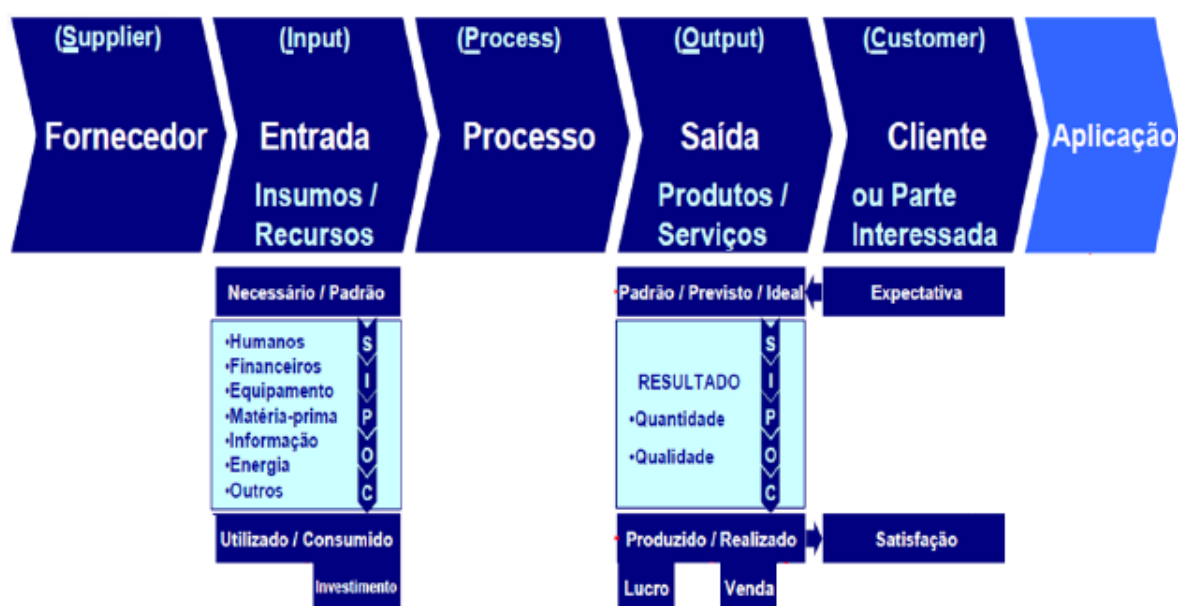 (Supplier)
Fornecedor
(Input)
Entrada
Insumos /
Recursos
(Process)
Processo
(Output)
Saída
Produtos /
Serviços
(Customer)
Cliente
ou Parte
Interessada
Aplicação
Necessário / Padrão
•Humanos
•Financeiros
•Equipamento
•Matéria-prima
•Informação
•Energia
•Outros
S
I
P
O
C
Utilizado / Consumido
Investimento
Padrão / Previsto / Ideal
RESULTADO
•Quantidade
•Qualidade
S
I
P
O
C
Produzido / Realizado
Lucro
Venda
Expectativa
Satisfação